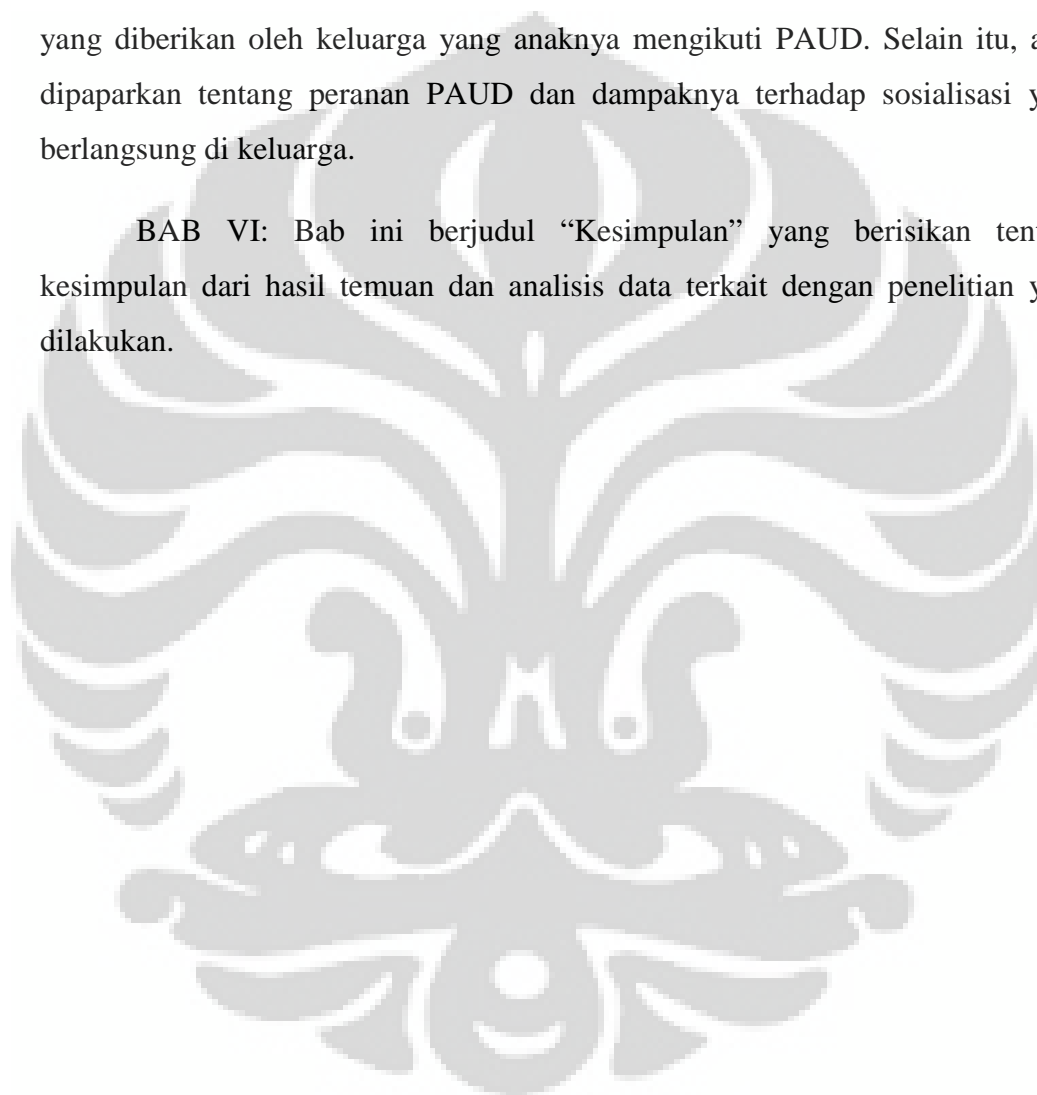 yang diberikan oleh keluarga yang anaknya mengikuti PAUD. Selain itu,
dipaparkan tentang peranan PAUD dan dampaknya terhadap sosialisasi
berlangsung di keluarga.
BAB VI: Bab ini berjudul “Kesimpulan” yang berisikan
kesimpulan dari hasil temuan dan analisis data terkait dengan penelitian
dilakukan.